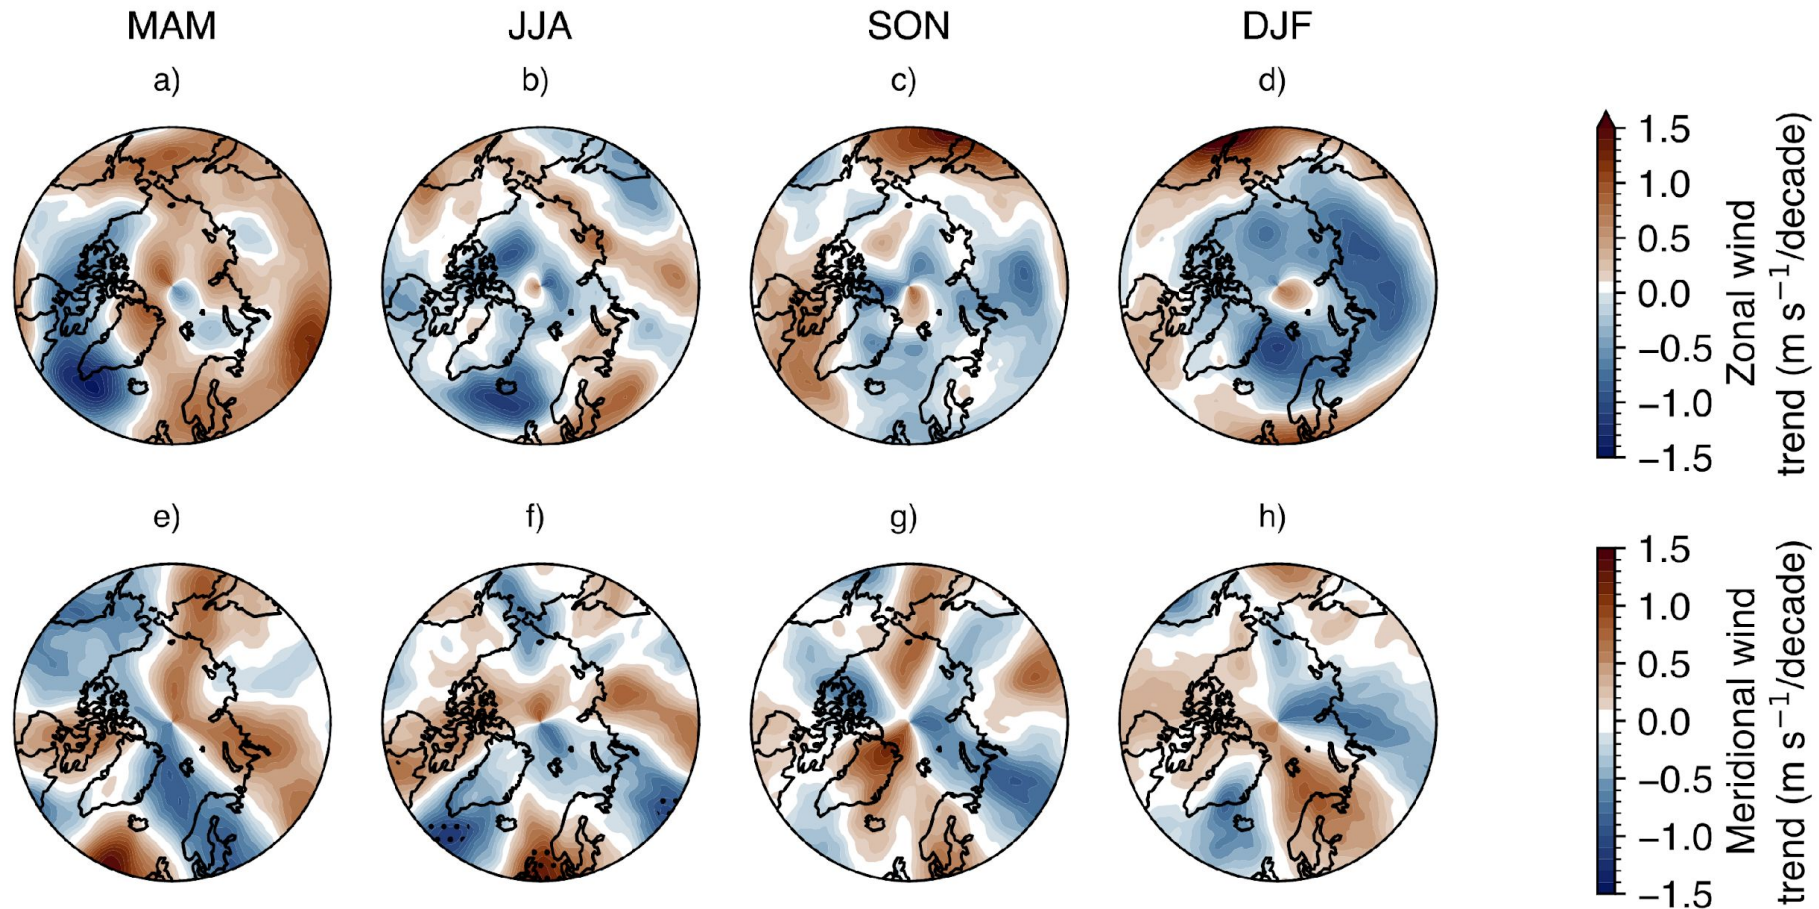 MAM JJA SON DJF
a) b) c) d)
1.5
1.0
0.5
0.0
−0.5
−1.0
−1.5
Zonal wind
trend (m s⁻¹/decade)
e) f) g) h)
1.5
1.0
0.5
0.0
−0.5
−1.0
−1.5
Meridional wind
trend (m s⁻¹/decade)